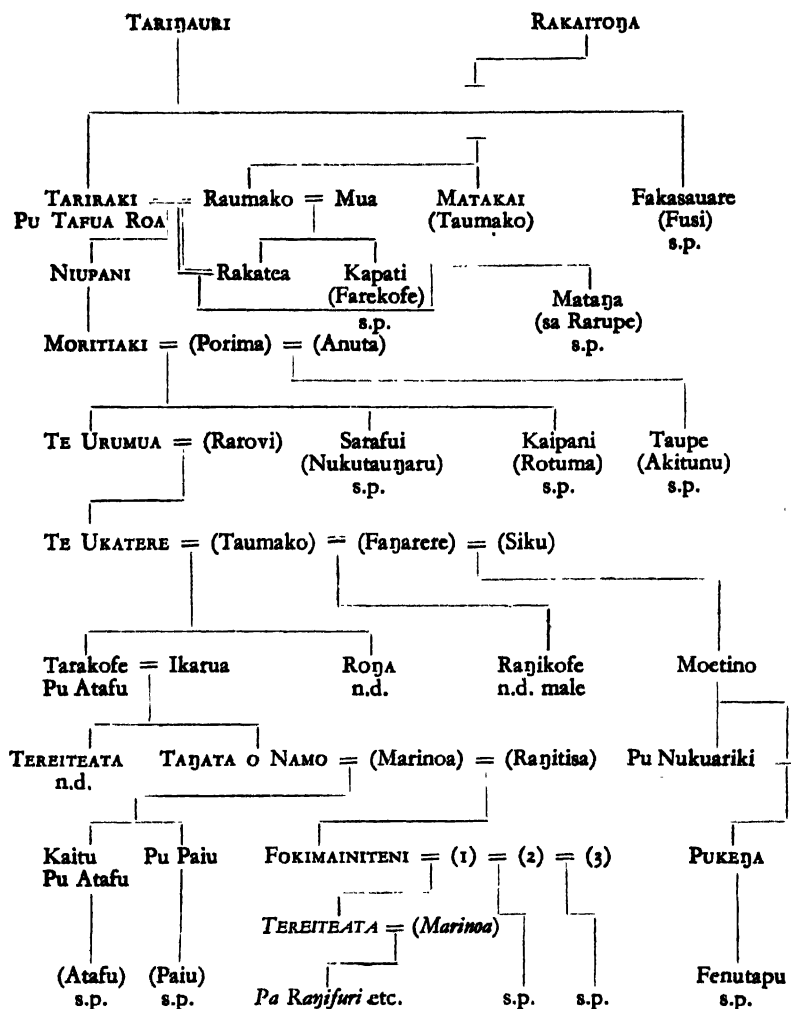 TARIŊAURI RAKAITOŊA
TARIRAKI = Raumako = Mua MATAKAI Fakasauare
PU TAFUA ROA (Taumako) (Fusi)
s.p.
NIUPANI = Rakatea Kapati
(Farekofe) Mataŋa
s.p. (sa Rarupe)
MORITIAKI = (Porima) = (Anuta) s.p.
TE URUMUA = (Rarovi) Sarafui Kaipani Taupe
(Nukutauŋaru) (Rotuma) (Akitunu)
s.p. s.p. s.p.
TE UKATERE = (Taumako) = (Faŋarere) = (Siku)
Tarakofe = Ikarua ROŊA Raŋikofe Moetino
Pu Atafu n.d. n.d. male
TEREITEATA TAŊATA O NAMO = (Marinoa) = (Raŋitisa) Pu Nukuariki
n.d.
Kaitu Pu Paiu FOKIMAINITENI = (1) = (2) = (3) PUKEŊA
Pu Atafu
TEREITEATA = (Marinoa)
(Atafu) (Paiu) Pa Raŋifuri etc. s.p. s.p. Fenutapu
s.p. s.p. s.p.